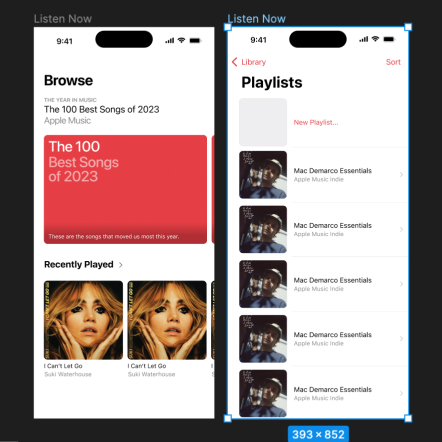 Listen Now
9:41
Browse
THE YEAR IN MUSIC
The 100 Best Songs of 2023
Apple Music
The 100
Best Songs
of 2023
These are the songs that moved us most this year.
Recently Played
I Can't Let Go
Suki Waterhouse
I Can't Let Go
Suki Waterhouse
Listen Now
9:41
Library
Sort
Playlists
New Playlist...
Mac Demarco Essentials
Apple Music Indie
Mac Demarco Essentials
Apple Music Indie
Mac Demarco Essentials
Apple Music Indie
Mac Demarco Essentials
Apple Music Indie
Mac Demarco Essentials
Apple Music Indie
393 × 852